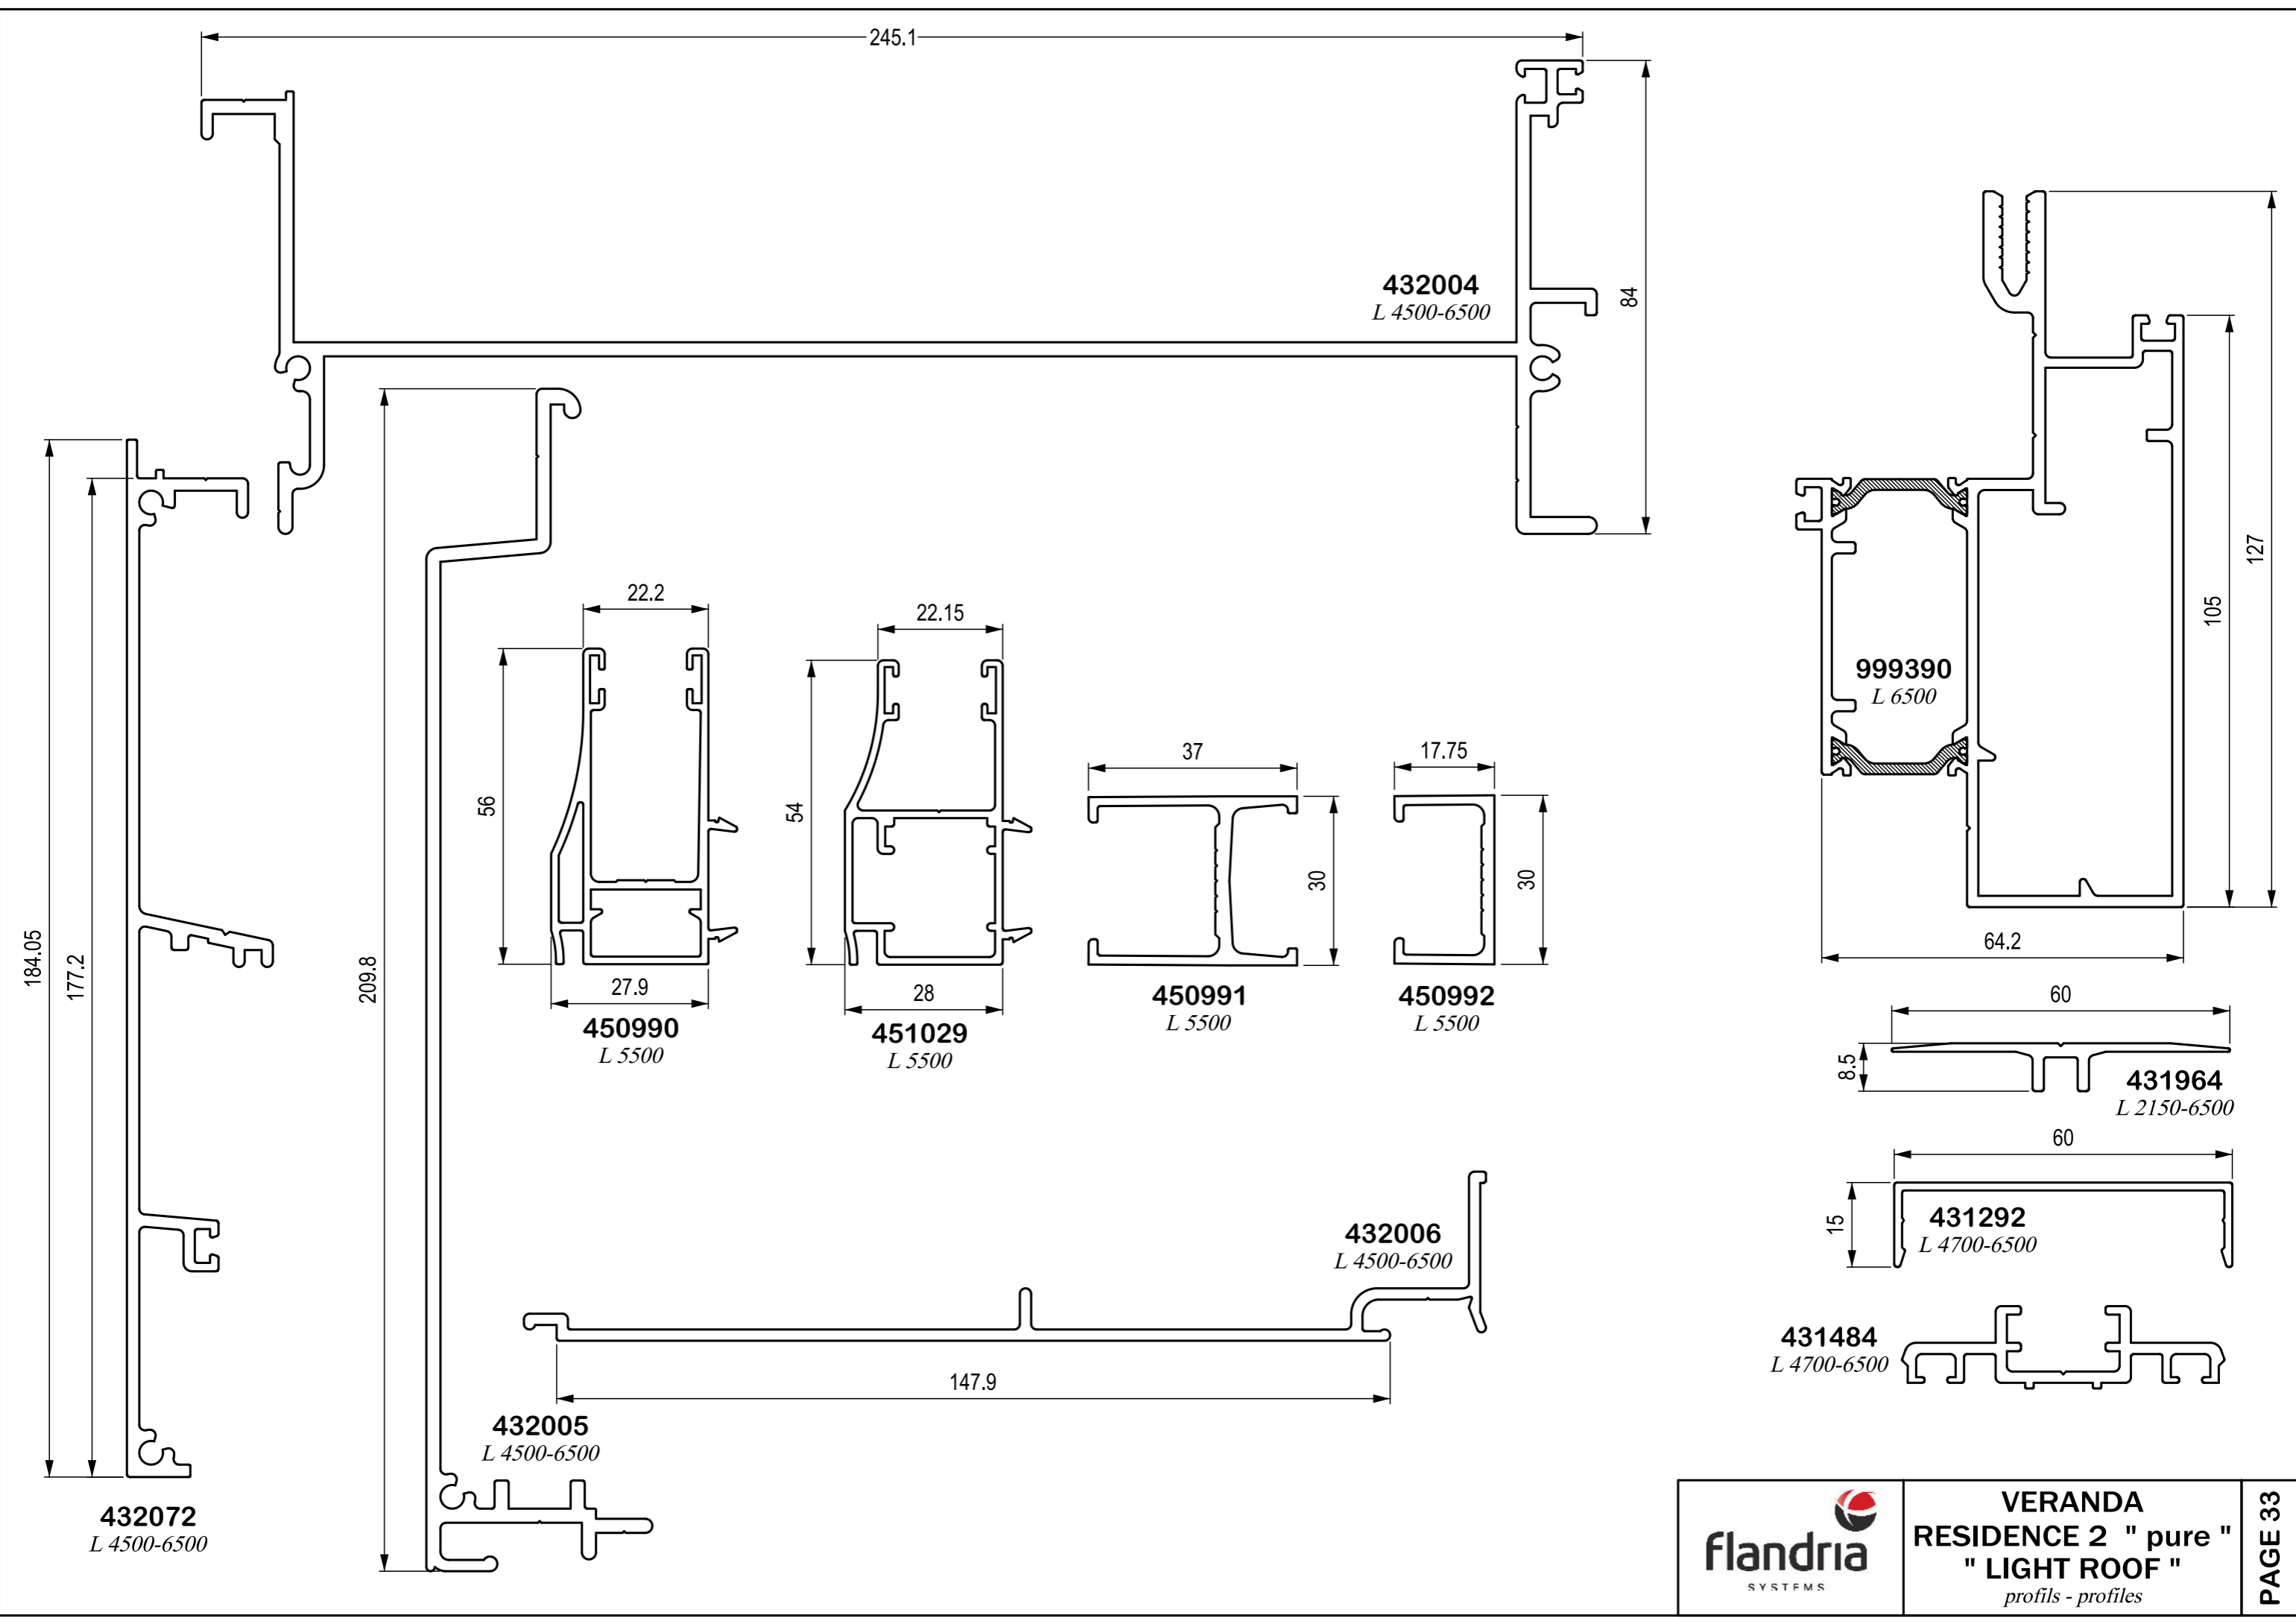 245.1
432004
L 4500-6500
84
127
105
999390
L 6500
64.2
184.05
177.2
432072
L 4500-6500
209.8
432005
L 4500-6500
22.2
56
27.9
450990
L 5500
22.15
54
28
451029
L 5500
37
30
450991
L 5500
17.75
30
450992
L 5500
60
8.5
431964
L 2150-6500
60
15
431292
L 4700-6500
431484
L 4700-6500
432006
L 4500-6500
147.9
flandria
SYSTEMS
VERANDA
RESIDENCE 2 " pure "
" LIGHT ROOF "
profils - profiles
PAGE 33